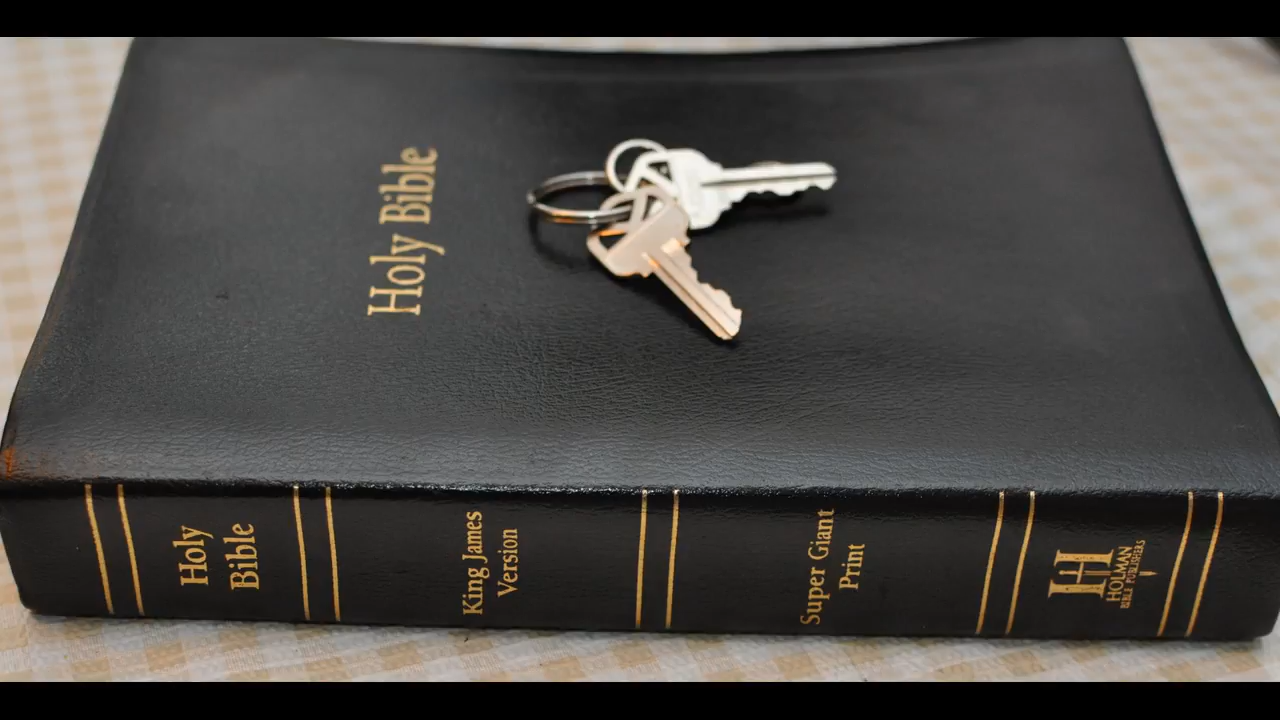 Holy Bible
Holy
Bible
King James
Version
Super Giant
Print
HOLMAN
BIBLE PUBLISHERS